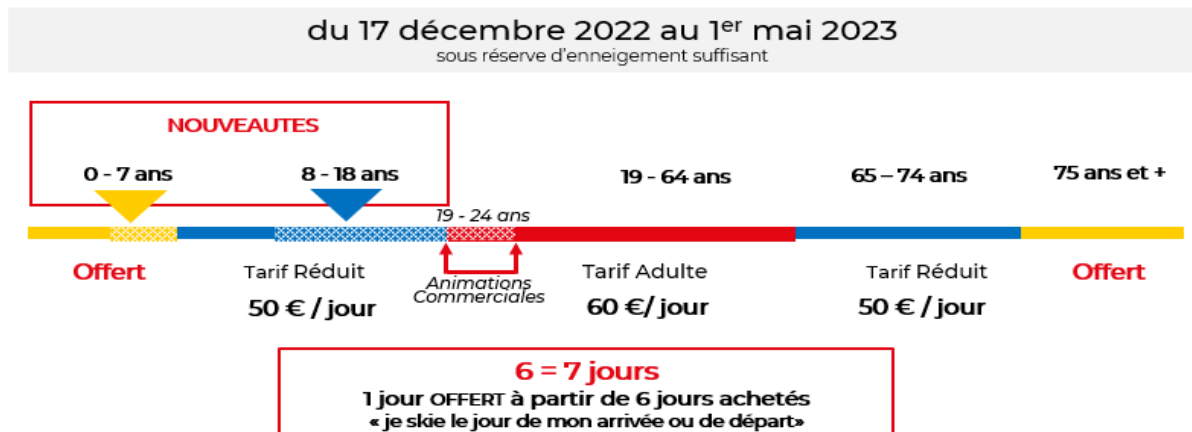 du 17 décembre 2022 au 1er mai 2023
sous réserve d'enneigement suffisant
NOUVEAUTES
0 - 7 ans
8 - 18 ans
19 - 24 ans
19 - 64 ans
65 – 74 ans
75 ans et +
Offert
Tarif Réduit
50 € / jour
Animations
Commerciales
Tarif Adulte
60 €/ jour
Tarif Réduit
50 € / jour
Offert
6 = 7 jours
1 jour OFFERT à partir de 6 jours achetés
« je skie le jour de mon arrivée ou de départ»